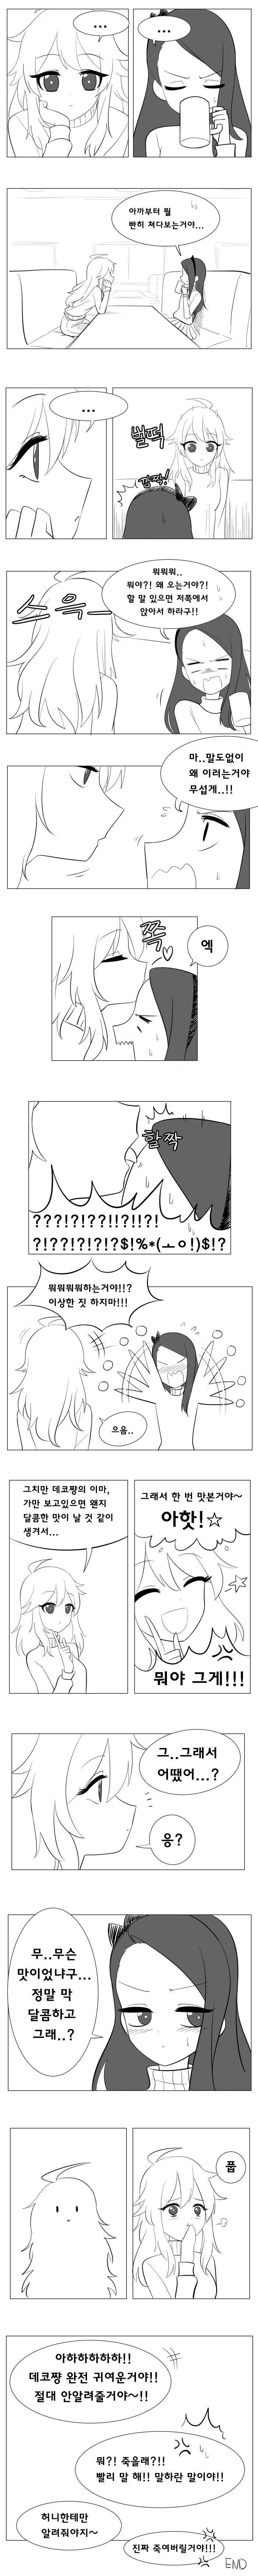 ...
...
아까부터 뭘
빤히 쳐다보는거야...
...
벌떡
깜짝!
스윽
뭐뭐뭐..
뭐야?! 왜 오는거야?!
할 말 있으면 저쪽에서
앉아서 하라구!!
마..말도없이
왜 이러는거야
무섭게..!!
쪽♡
엑
할짝
???!?!??!!?!!?!
?!??!?!?!?$!%*(ㅗㅇ!)$!?
뭐뭐뭐뭐하는거야!!?
이상한 짓 하지마!!!
으음..
그치만 데코쨩의 이마,
가만 보고있으면 왠지
달콤한 맛이 날 것 같이
생겨서...
그래서 한 번 맛본거야~
아핫!☆
뭐야 그게!!!
그..그래서
어땠어...?
응?
무..무슨
맛이었냐구...
정말 막
달콤하고
그래..?
풉
아하하하하하!!
데코쨩 완전 귀여운거야!!
절대 안알려줄거야~!!
뭐?! 죽을래?!!
빨리 말 해!! 말하란 말이야!!
허니한테만
알려줘야지~
진짜 죽여버릴거야!!!
END